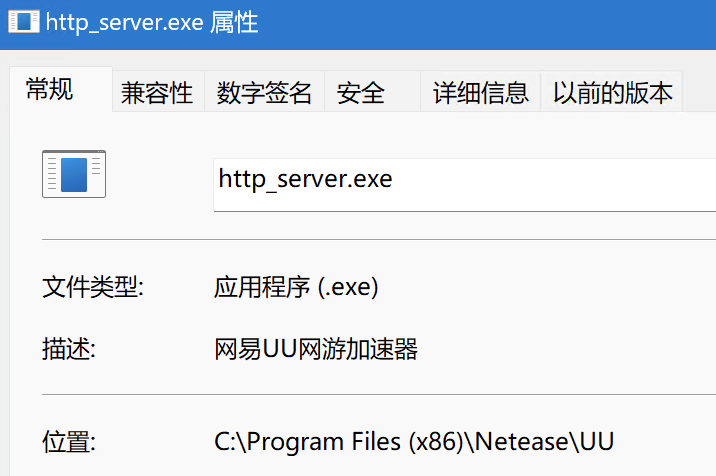 http_server.exe 属性
常规 兼容性 数字签名 安全 详细信息 以前的版本
http_server.exe
文件类型: 应用程序 (.exe)
描述: 网易UU网游加速器
位置: C:\Program Files (x86)\Netease\UU